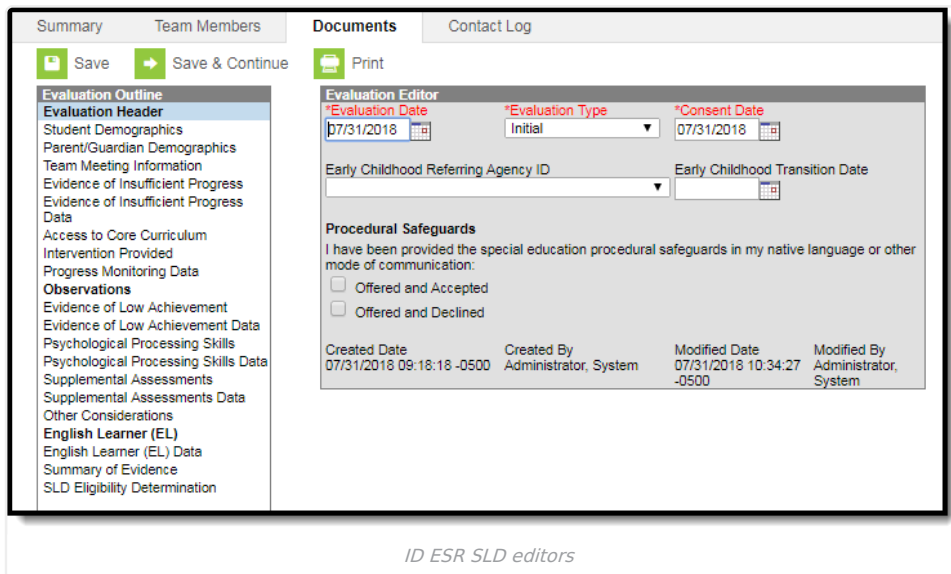 Summary Team Members Documents Contact Log
Save Save & Continue Print
Evaluation Outline
Evaluation Header
Student Demographics
Parent/Guardian Demographics
Team Meeting Information
Evidence of Insufficient Progress
Evidence of Insufficient Progress
Data
Access to Core Curriculum
Intervention Provided
Progress Monitoring Data
Observations
Evidence of Low Achievement
Evidence of Low Achievement Data
Psychological Processing Skills
Psychological Processing Skills Data
Supplemental Assessments
Supplemental Assessments Data
Other Considerations
English Learner (EL)
English Learner (EL) Data
Summary of Evidence
SLD Eligibility Determination
Evaluation Editor
*Evaluation Date *Evaluation Type *Consent Date
07/31/2018 Initial 07/31/2018
Early Childhood Referring Agency ID Early Childhood Transition Date
Procedural Safeguards
I have been provided the special education procedural safeguards in my native language or other
mode of communication:
Offered and Accepted
Offered and Declined
Created Date Created By Modified Date Modified By
07/31/2018 09:18:18 -0500 Administrator, System 07/31/2018 10:34:27 Administrator,
-0500 System
ID ESR SLD editors